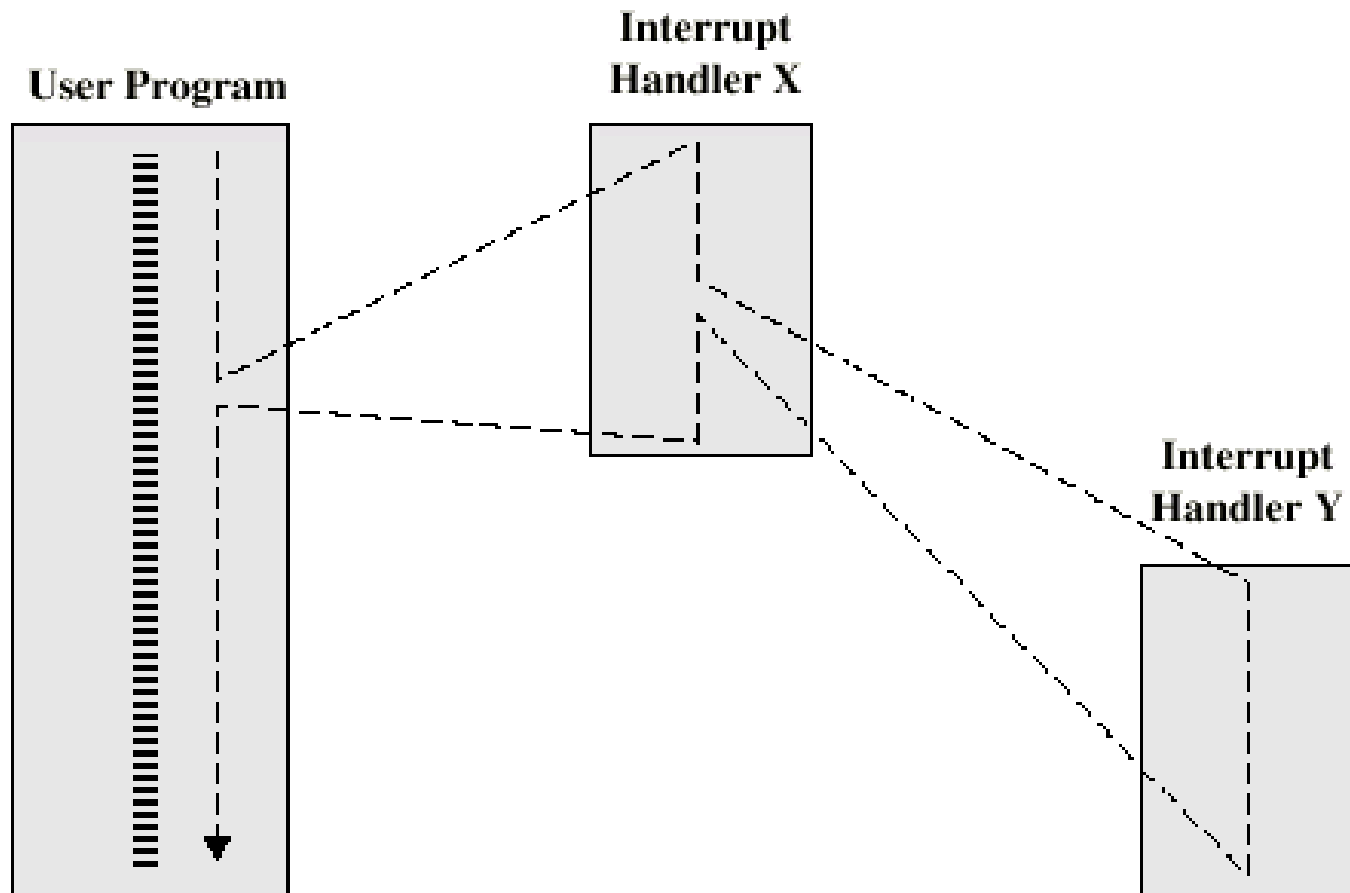 User Program
Interrupt
Handler X
Interrupt
Handler Y